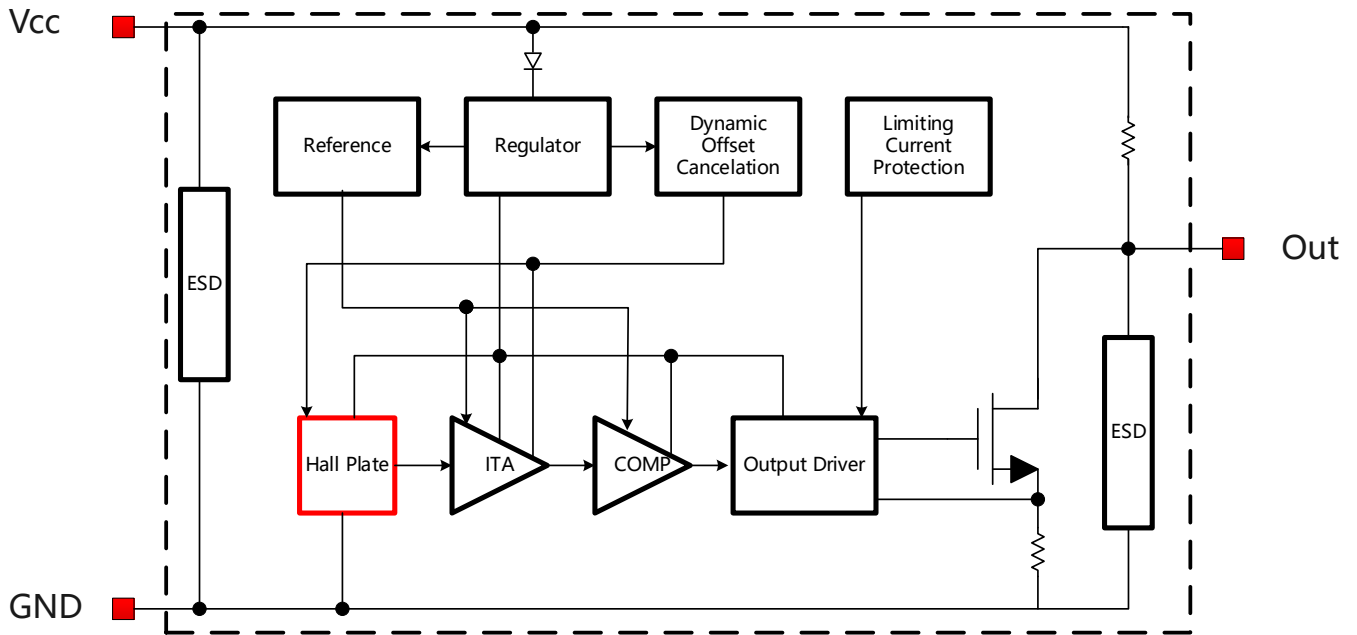 Vcc
Reference
Regulator
Dynamic
Offset
Cancelation
Limiting
Current
Protection
ESD
Out
Hall Plate
ITA
COMP
Output Driver
ESD
GND